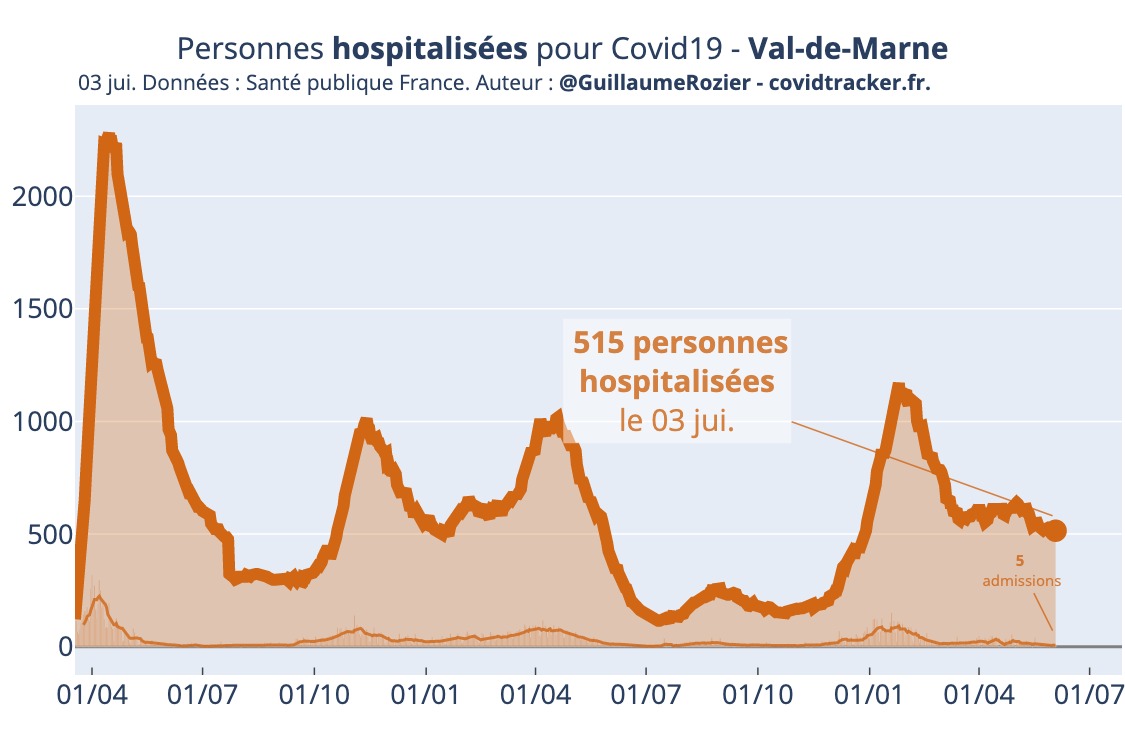 Personnes hospitalisées pour Covid19 - Val-de-Marne
03 jui. Données : Santé publique France. Auteur : @GuillaumeRozier - covidtracker.fr.
2000
1500
1000
500
0
515 personnes
hospitalisées
le 03 jui.
5
admissions
01/04 01/07 01/10 01/01 01/04 01/07 01/10 01/01 01/04 01/07